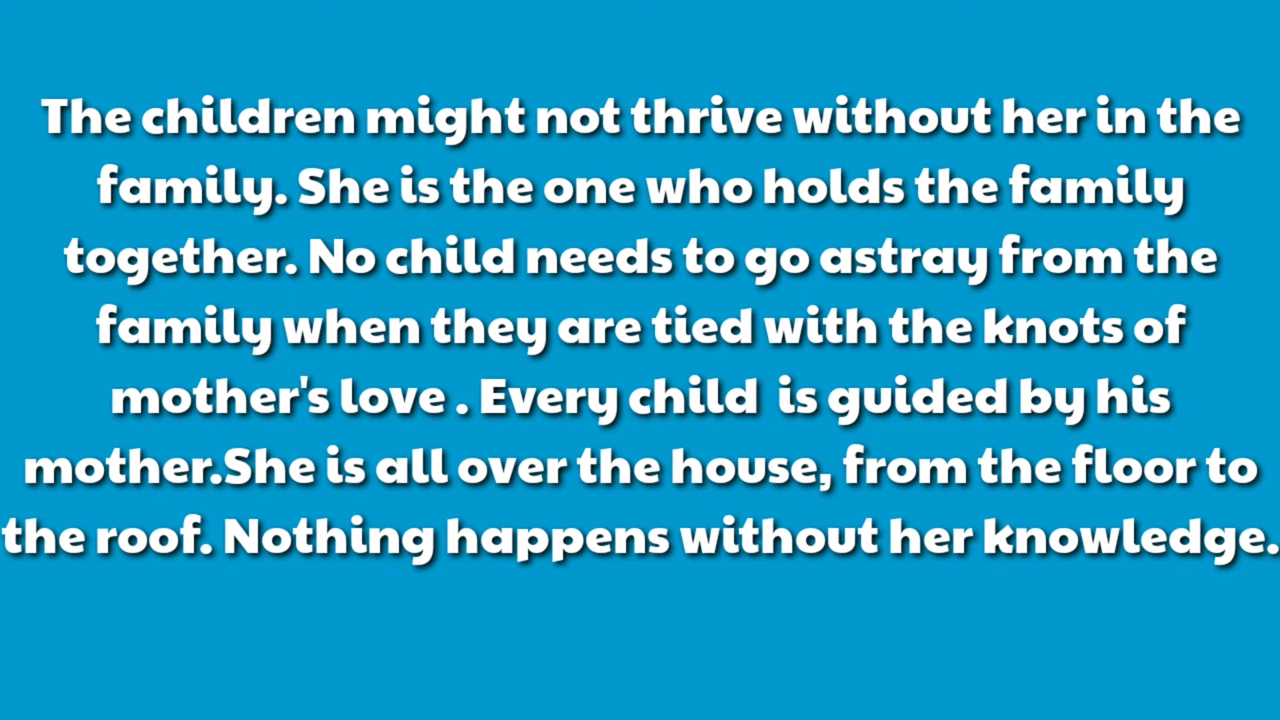 The children might not thrive without her in the
family. She is the one who holds the family
together. No child needs to go astray from the
family when they are tied with the knots of
mother's love . Every child  is guided by his
mother.She is all over the house, from the floor to
the roof. Nothing happens without her knowledge.